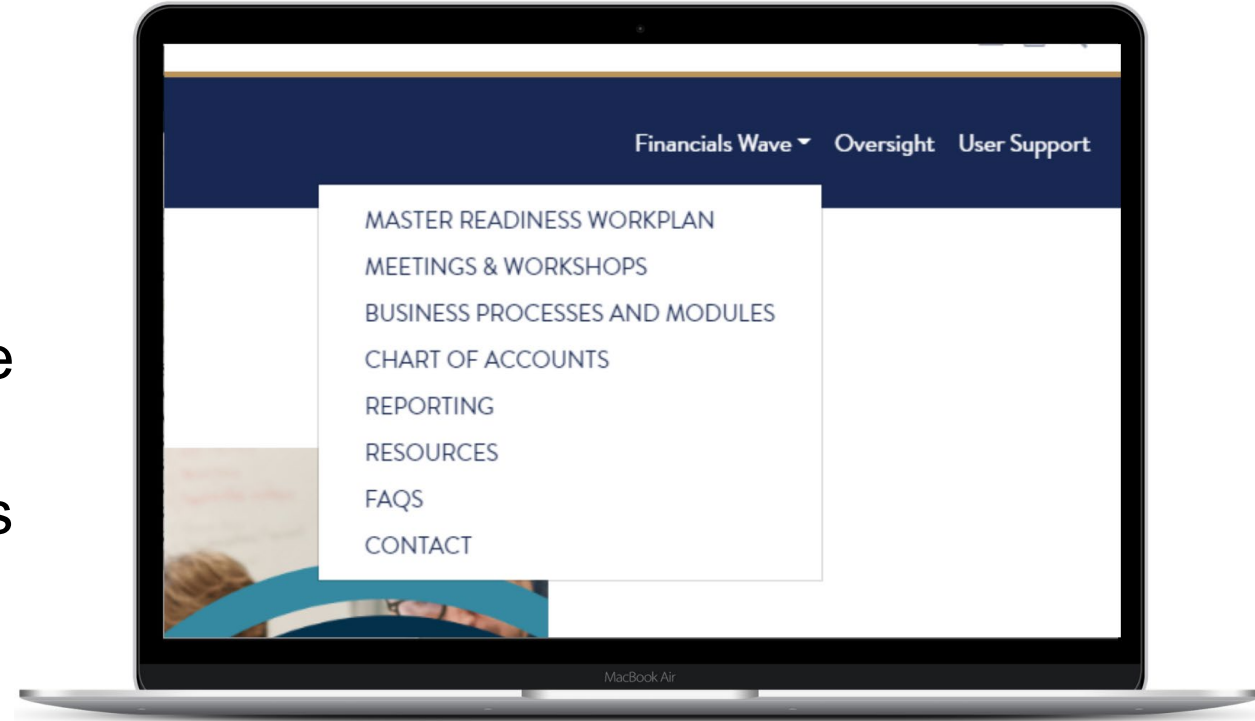 Financials Wave Oversight User Support
MASTER READINESS WORKPLAN
MEETINGS & WORKSHOPS
BUSINESS PROCESSES AND MODULES
CHART OF ACCOUNTS
REPORTING
RESOURCES
FAQS
CONTACT
MacBook Air